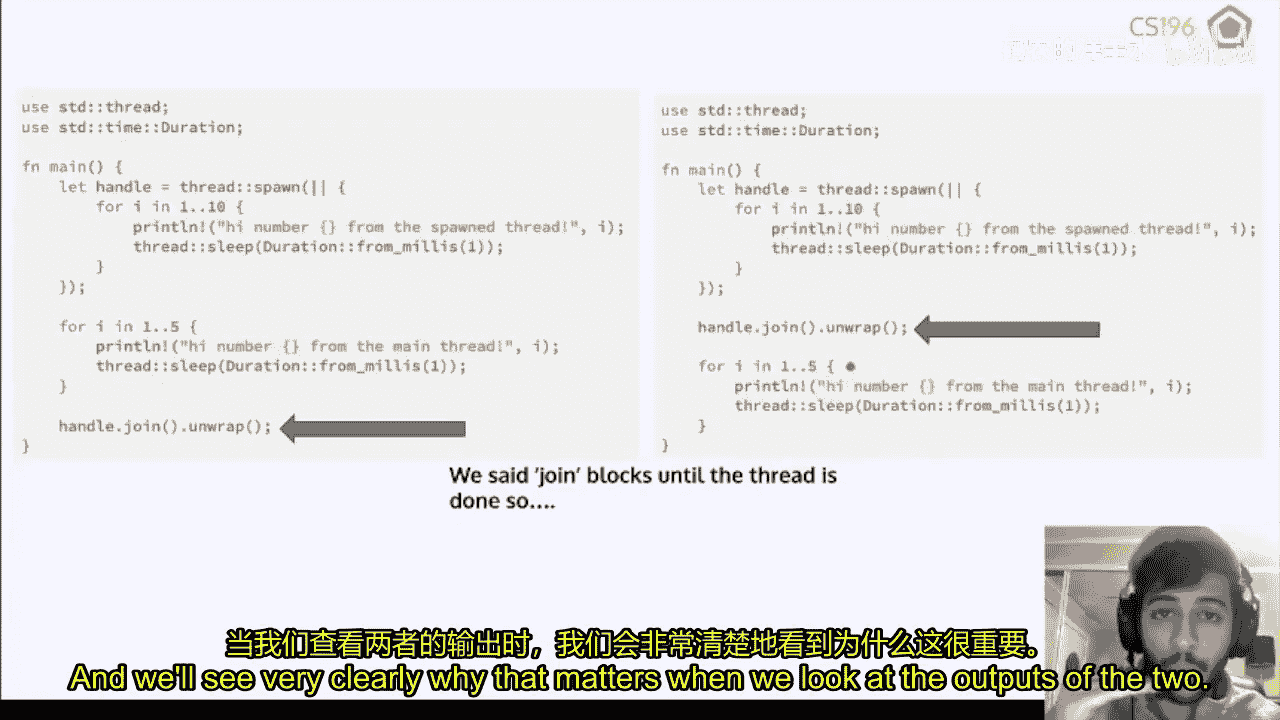 CS196
use std::thread;
use std::time::Duration;
fn main() {
    let handle = thread::spawn(|| {
        for i in 1..10 {
            println!("hi number {} from the spawned thread!", i);
            thread::sleep(Duration::from_millis(1));
        }
    });
    for i in 1..5 {
        println!("hi number {} from the main thread!", i);
        thread::sleep(Duration::from_millis(1));
    }
    handle.join().unwrap();
}
use std::thread;
use std::time::Duration;
fn main() {
    let handle = thread::spawn(|| {
        for i in 1..10 {
            println!("hi number {} from the spawned thread!", i);
            thread::sleep(Duration::from_millis(1));
        }
    });
    handle.join().unwrap();
    for i in 1..5 {
        println!("hi number {} from the main thread!", i);
        thread::sleep(Duration::from_millis(1));
    }
}
We said 'join' blocks until the thread is
done so....
当我们查看两者的输出时，我们会非常清楚地看到为什么这很重要。
And we'll see very clearly why that matters when we look at the outputs of the two.